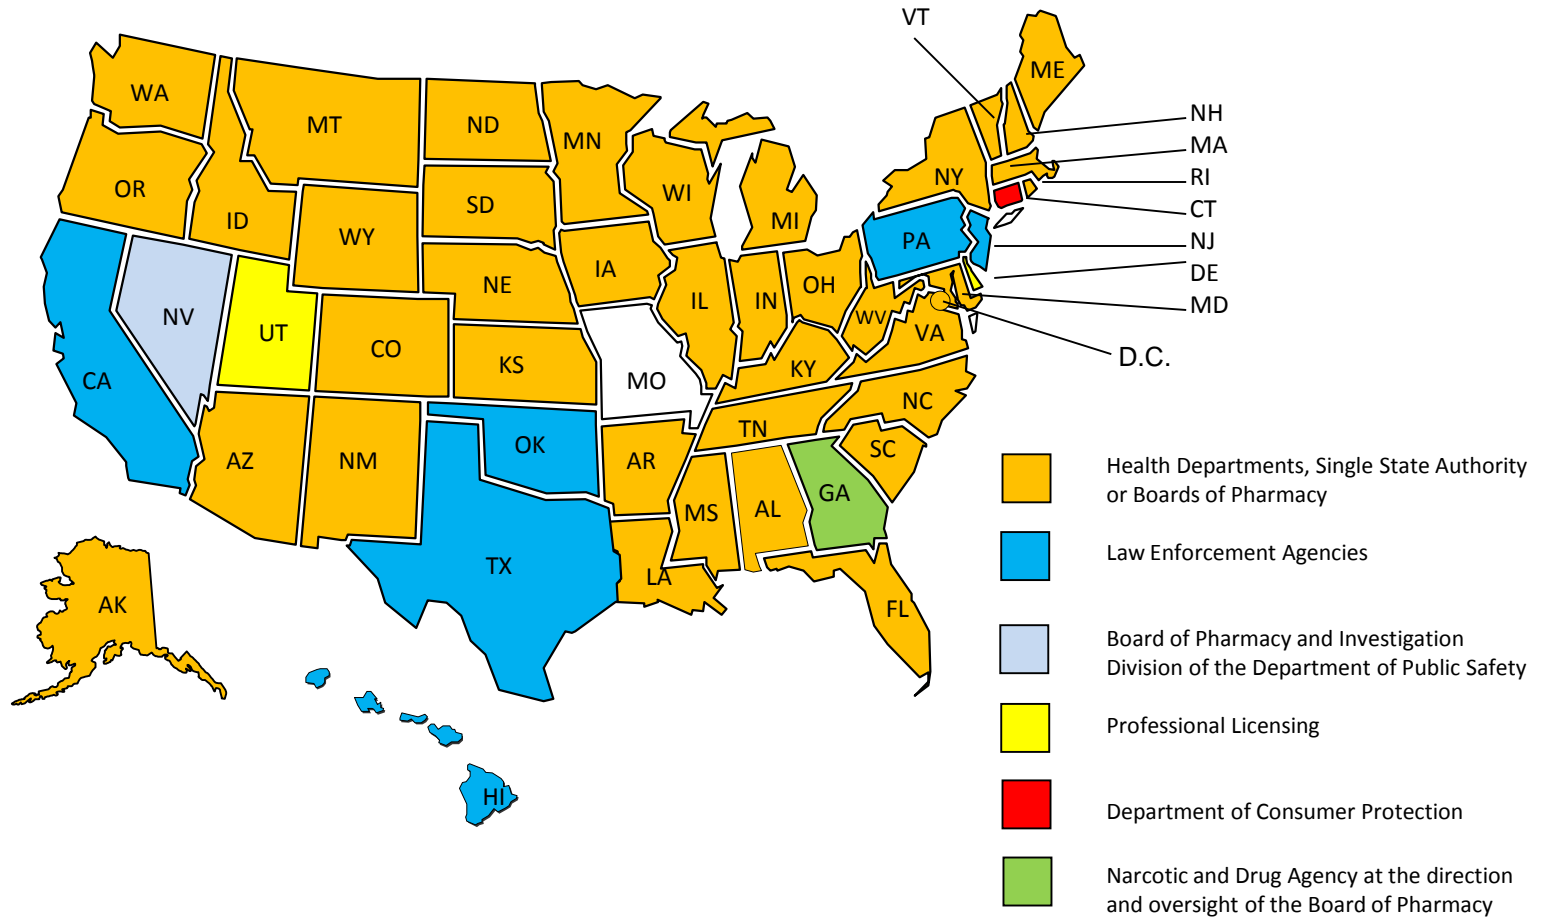 VT
ME
WA
NH
MT
ND
MN
MA
OR
NY
RI
WI
ID
SD
CT
MI
WY
PA
NJ
IA
DE
NE
OH
IL
IN
MD
NV
UT
WV
VA
CO
D.C.
KS
KY
CA
MO
NC
TN
OK
SC
AZ
NM
AR
Health Departments, Single State Authority
or Boards of Pharmacy
GA
MS
AL
Law Enforcement Agencies
TX
LA
AK
FL
Board of Pharmacy and Investigation
Division of the Department of Public Safety
Professional Licensing
HI
Department of Consumer Protection
Narcotic and Drug Agency at the direction
and oversight of the Board of Pharmacy